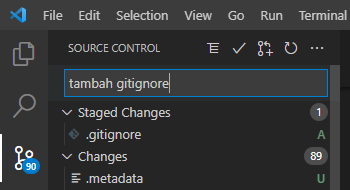 File Edit Selection View Go Run Terminal
SOURCE CONTROL
tambah gitignore
Staged Changes 1
.gitignore A
Changes 89
90
.metadata U